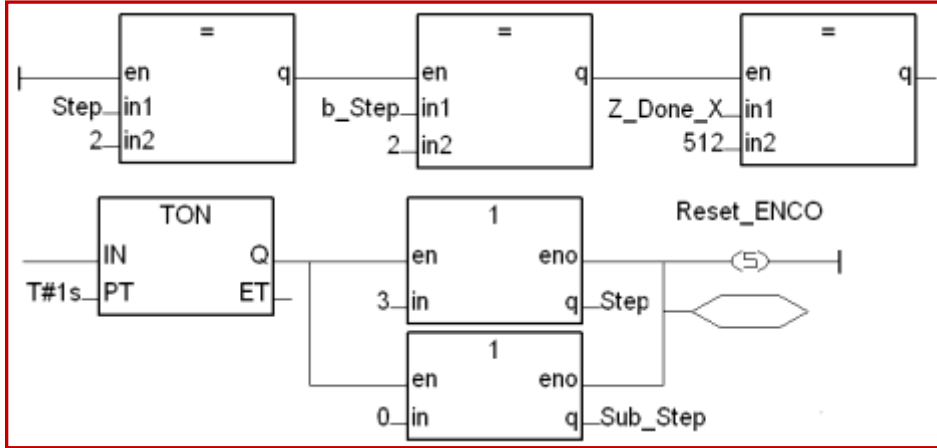 = = =
en q en q en q
Step in1 b_Step in1 Z_Done_X in1
2 in2 2 in2 512 in2
TON 1 Reset_ENCO
IN Q en eno S
T#1s PT ET 3 in q Step
1
en eno
0 in q Sub_Step